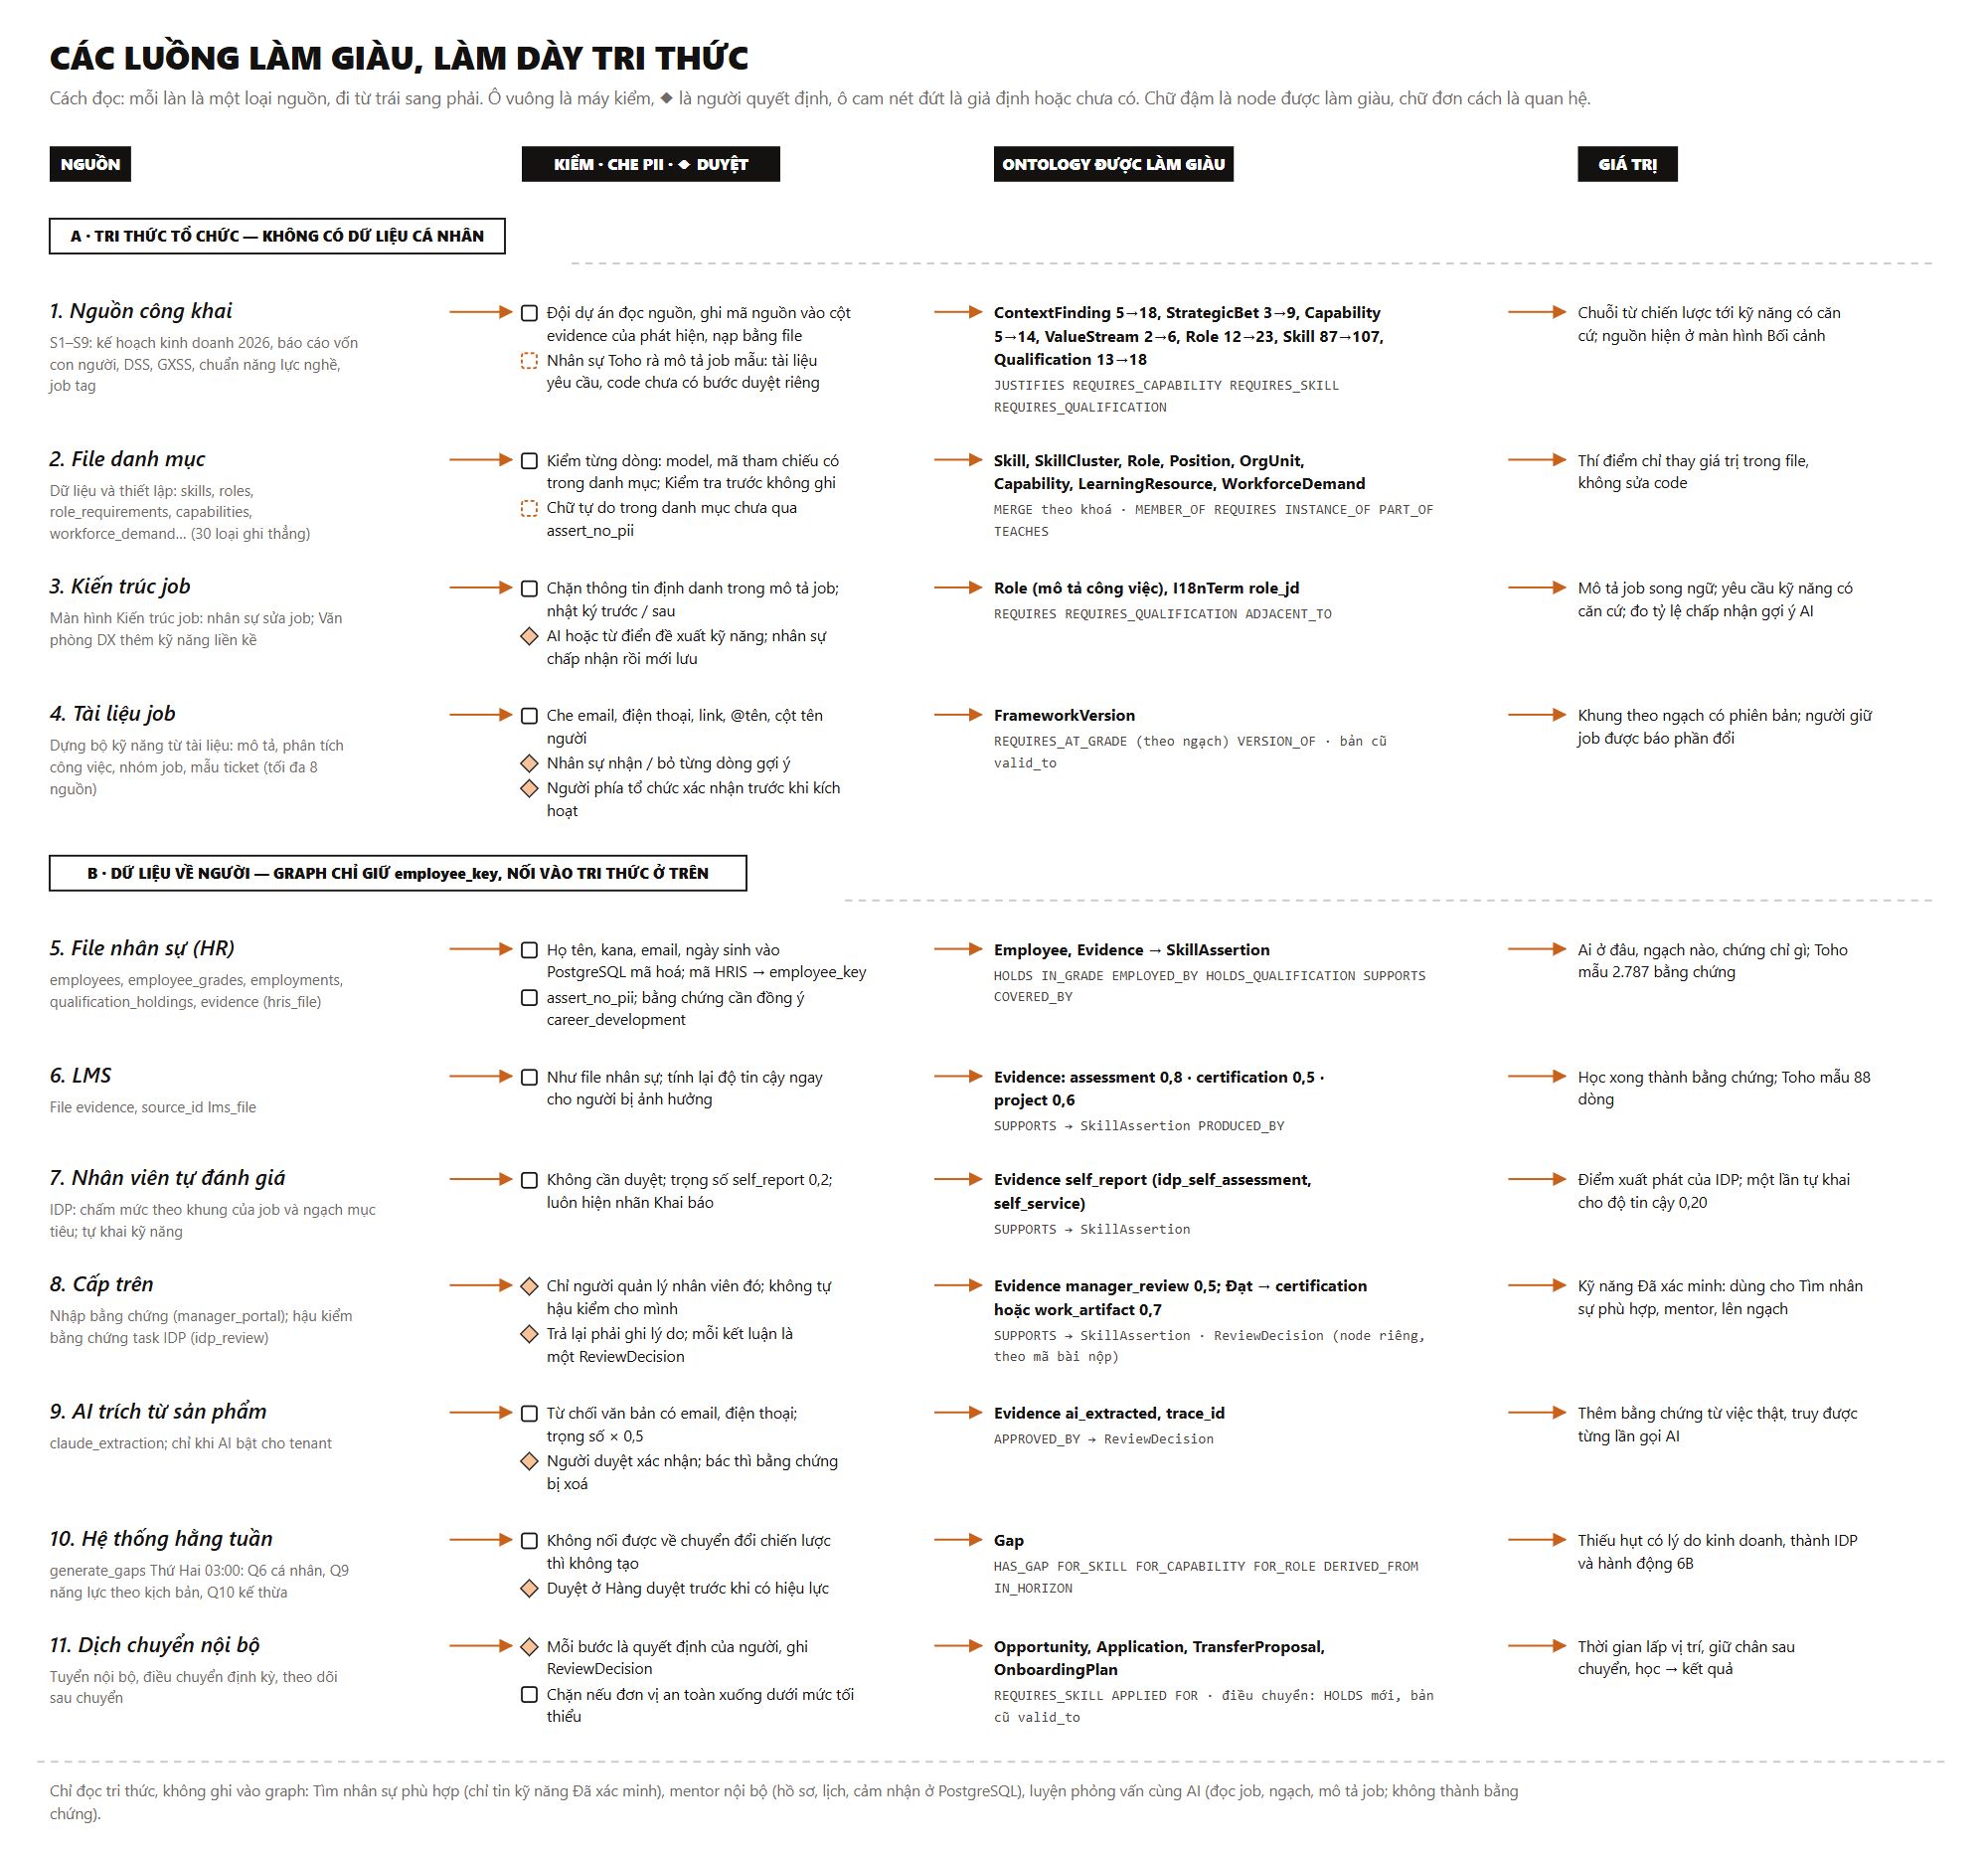 CÁC LUỒNG LÀM GIÀU, LÀM DÀY TRI THỨC
Cách đọc: mỗi làn là một loại nguồn, đi từ trái sang phải. Ô vuông là máy kiểm, ◆ là người quyết định, ô cam nét đứt là giả định hoặc chưa có. Chữ đậm là node được làm giàu, chữ đơn cách là quan hệ.
NGUỒN
KIỂM · CHE PII · ◆ DUYỆT
ONTOLOGY ĐƯỢC LÀM GIÀU
GIÁ TRỊ
A · TRI THỨC TỔ CHỨC — KHÔNG CÓ DỮ LIỆU CÁ NHÂN
1. Nguồn công khai
S1–S9: kế hoạch kinh doanh 2026, báo cáo vốn
con người, DSS, GXSS, chuẩn năng lực nghề,
job tag
Đội dự án đọc nguồn, ghi mã nguồn vào cột
evidence của phát hiện, nạp bằng file
Nhân sự Toho rà mô tả job mẫu: tài liệu
yêu cầu, code chưa có bước duyệt riêng
ContextFinding 5→18, StrategicBet 3→9, Capability
5→14, ValueStream 2→6, Role 12→23, Skill 87→107,
Qualification 13→18
JUSTIFIES REQUIRES_CAPABILITY REQUIRES_SKILL
REQUIRES_QUALIFICATION
Chuỗi từ chiến lược tới kỹ năng có căn
cứ; nguồn hiện ở màn hình Bối cảnh
2. File danh mục
Dữ liệu và thiết lập: skills, roles,
role_requirements, capabilities,
workforce_demand... (30 loại ghi thẳng)
Kiểm từng dòng: model, mã tham chiếu có
trong danh mục; Kiểm tra trước không ghi
Chữ tự do trong danh mục chưa qua
assert_no_pii
Skill, SkillCluster, Role, Position, OrgUnit,
Capability, LearningResource, WorkforceDemand
MERGE theo khoá · MEMBER_OF REQUIRES INSTANCE_OF PART_OF
TEACHES
Thí điểm chỉ thay giá trị trong file,
không sửa code
3. Kiến trúc job
Màn hình Kiến trúc job: nhân sự sửa job; Văn
phòng DX thêm kỹ năng liền kề
Chặn thông tin định danh trong mô tả job;
nhật ký trước / sau
AI hoặc từ điển đề xuất kỹ năng; nhân sự
chấp nhận rồi mới lưu
Role (mô tả công việc), I18nTerm role_jd
REQUIRES REQUIRES_QUALIFICATION ADJACENT_TO
Mô tả job song ngữ; yêu cầu kỹ năng có
căn cứ; đo tỷ lệ chấp nhận gợi ý AI
4. Tài liệu job
Dựng bộ kỹ năng từ tài liệu: mô tả, phân tích
công việc, nhóm job, mẫu ticket (tối đa 8
nguồn)
Che email, điện thoại, link, @tên, cột tên
người
Nhân sự nhận / bỏ từng dòng gợi ý
Người phía tổ chức xác nhận trước khi kích
hoạt
FrameworkVersion
REQUIRES_AT_GRADE (theo ngạch) VERSION_OF · bản cũ
valid_to
Khung theo ngạch có phiên bản; người giữ
job được báo phần đổi
B · DỮ LIỆU VỀ NGƯỜI — GRAPH CHỈ GIỮ employee_key, NỐI VÀO TRI THỨC Ở TRÊN
5. File nhân sự (HR)
employees, employee_grades, employments,
qualification_holdings, evidence (hris_file)
Họ tên, kana, email, ngày sinh vào
PostgreSQL mã hoá; mã HRIS → employee_key
assert_no_pii; bằng chứng cần đồng ý
career_development
Employee, Evidence → SkillAssertion
HOLDS IN_GRADE EMPLOYED_BY HOLDS_QUALIFICATION SUPPORTS
COVERED_BY
Ai ở đâu, ngạch nào, chứng chỉ gì; Toho
mẫu 2.787 bằng chứng
6. LMS
File evidence, source_id lms_file
Như file nhân sự; tính lại độ tin cậy ngay
cho người bị ảnh hưởng
Evidence: assessment 0,8 · certification 0,5 ·
project 0,6
SUPPORTS → SkillAssertion PRODUCED_BY
Học xong thành bằng chứng; Toho mẫu 88
dòng
7. Nhân viên tự đánh giá
IDP: chấm mức theo khung của job và ngạch mục
tiêu; tự khai kỹ năng
Không cần duyệt; trọng số self_report 0,2;
luôn hiện nhãn Khai báo
Evidence self_report (idp_self_assessment,
self_service)
SUPPORTS → SkillAssertion
Điểm xuất phát của IDP; một lần tự khai
cho độ tin cậy 0,20
8. Cấp trên
Nhập bằng chứng (manager_portal); hậu kiểm
bằng chứng task IDP (idp_review)
Chỉ người quản lý nhân viên đó; không tự
hậu kiểm cho mình
Trả lại phải ghi lý do; mỗi kết luận là
một ReviewDecision
Evidence manager_review 0,5; Đạt → certification
hoặc work_artifact 0,7
SUPPORTS → SkillAssertion · ReviewDecision (node riêng,
theo mã bài nộp)
Kỹ năng Đã xác minh: dùng cho Tìm nhân
sự phù hợp, mentor, lên ngạch
9. AI trích từ sản phẩm
claude_extraction; chỉ khi AI bật cho tenant
Từ chối văn bản có email, điện thoại;
trọng số × 0,5
Người duyệt xác nhận; bác thì bằng chứng
bị xoá
Evidence ai_extracted, trace_id
APPROVED_BY → ReviewDecision
Thêm bằng chứng từ việc thật, truy được
từng lần gọi AI
10. Hệ thống hằng tuần
generate_gaps Thứ Hai 03:00: Q6 cá nhân, Q9
năng lực theo kịch bản, Q10 kế thừa
Không nối được về chuyển đổi chiến lược
thì không tạo
Duyệt ở Hàng duyệt trước khi có hiệu lực
Gap
HAS_GAP FOR_SKILL FOR_CAPABILITY FOR_ROLE DERIVED_FROM
IN_HORIZON
Thiếu hụt có lý do kinh doanh, thành IDP
và hành động 6B
11. Dịch chuyển nội bộ
Tuyển nội bộ, điều chuyển định kỳ, theo dõi
sau chuyển
Mỗi bước là quyết định của người, ghi
ReviewDecision
Chặn nếu đơn vị an toàn xuống dưới mức tối
thiểu
Opportunity, Application, TransferProposal,
OnboardingPlan
REQUIRES_SKILL APPLIED FOR · điều chuyển: HOLDS mới, bản
cũ valid_to
Thời gian lấp vị trí, giữ chân sau
chuyển, học → kết quả
Chỉ đọc tri thức, không ghi vào graph: Tìm nhân sự phù hợp (chỉ tin kỹ năng Đã xác minh), mentor nội bộ (hồ sơ, lịch, cảm nhận ở PostgreSQL), luyện phỏng vấn cùng AI (đọc job, ngạch, mô tả job; không thành bằng
chứng).